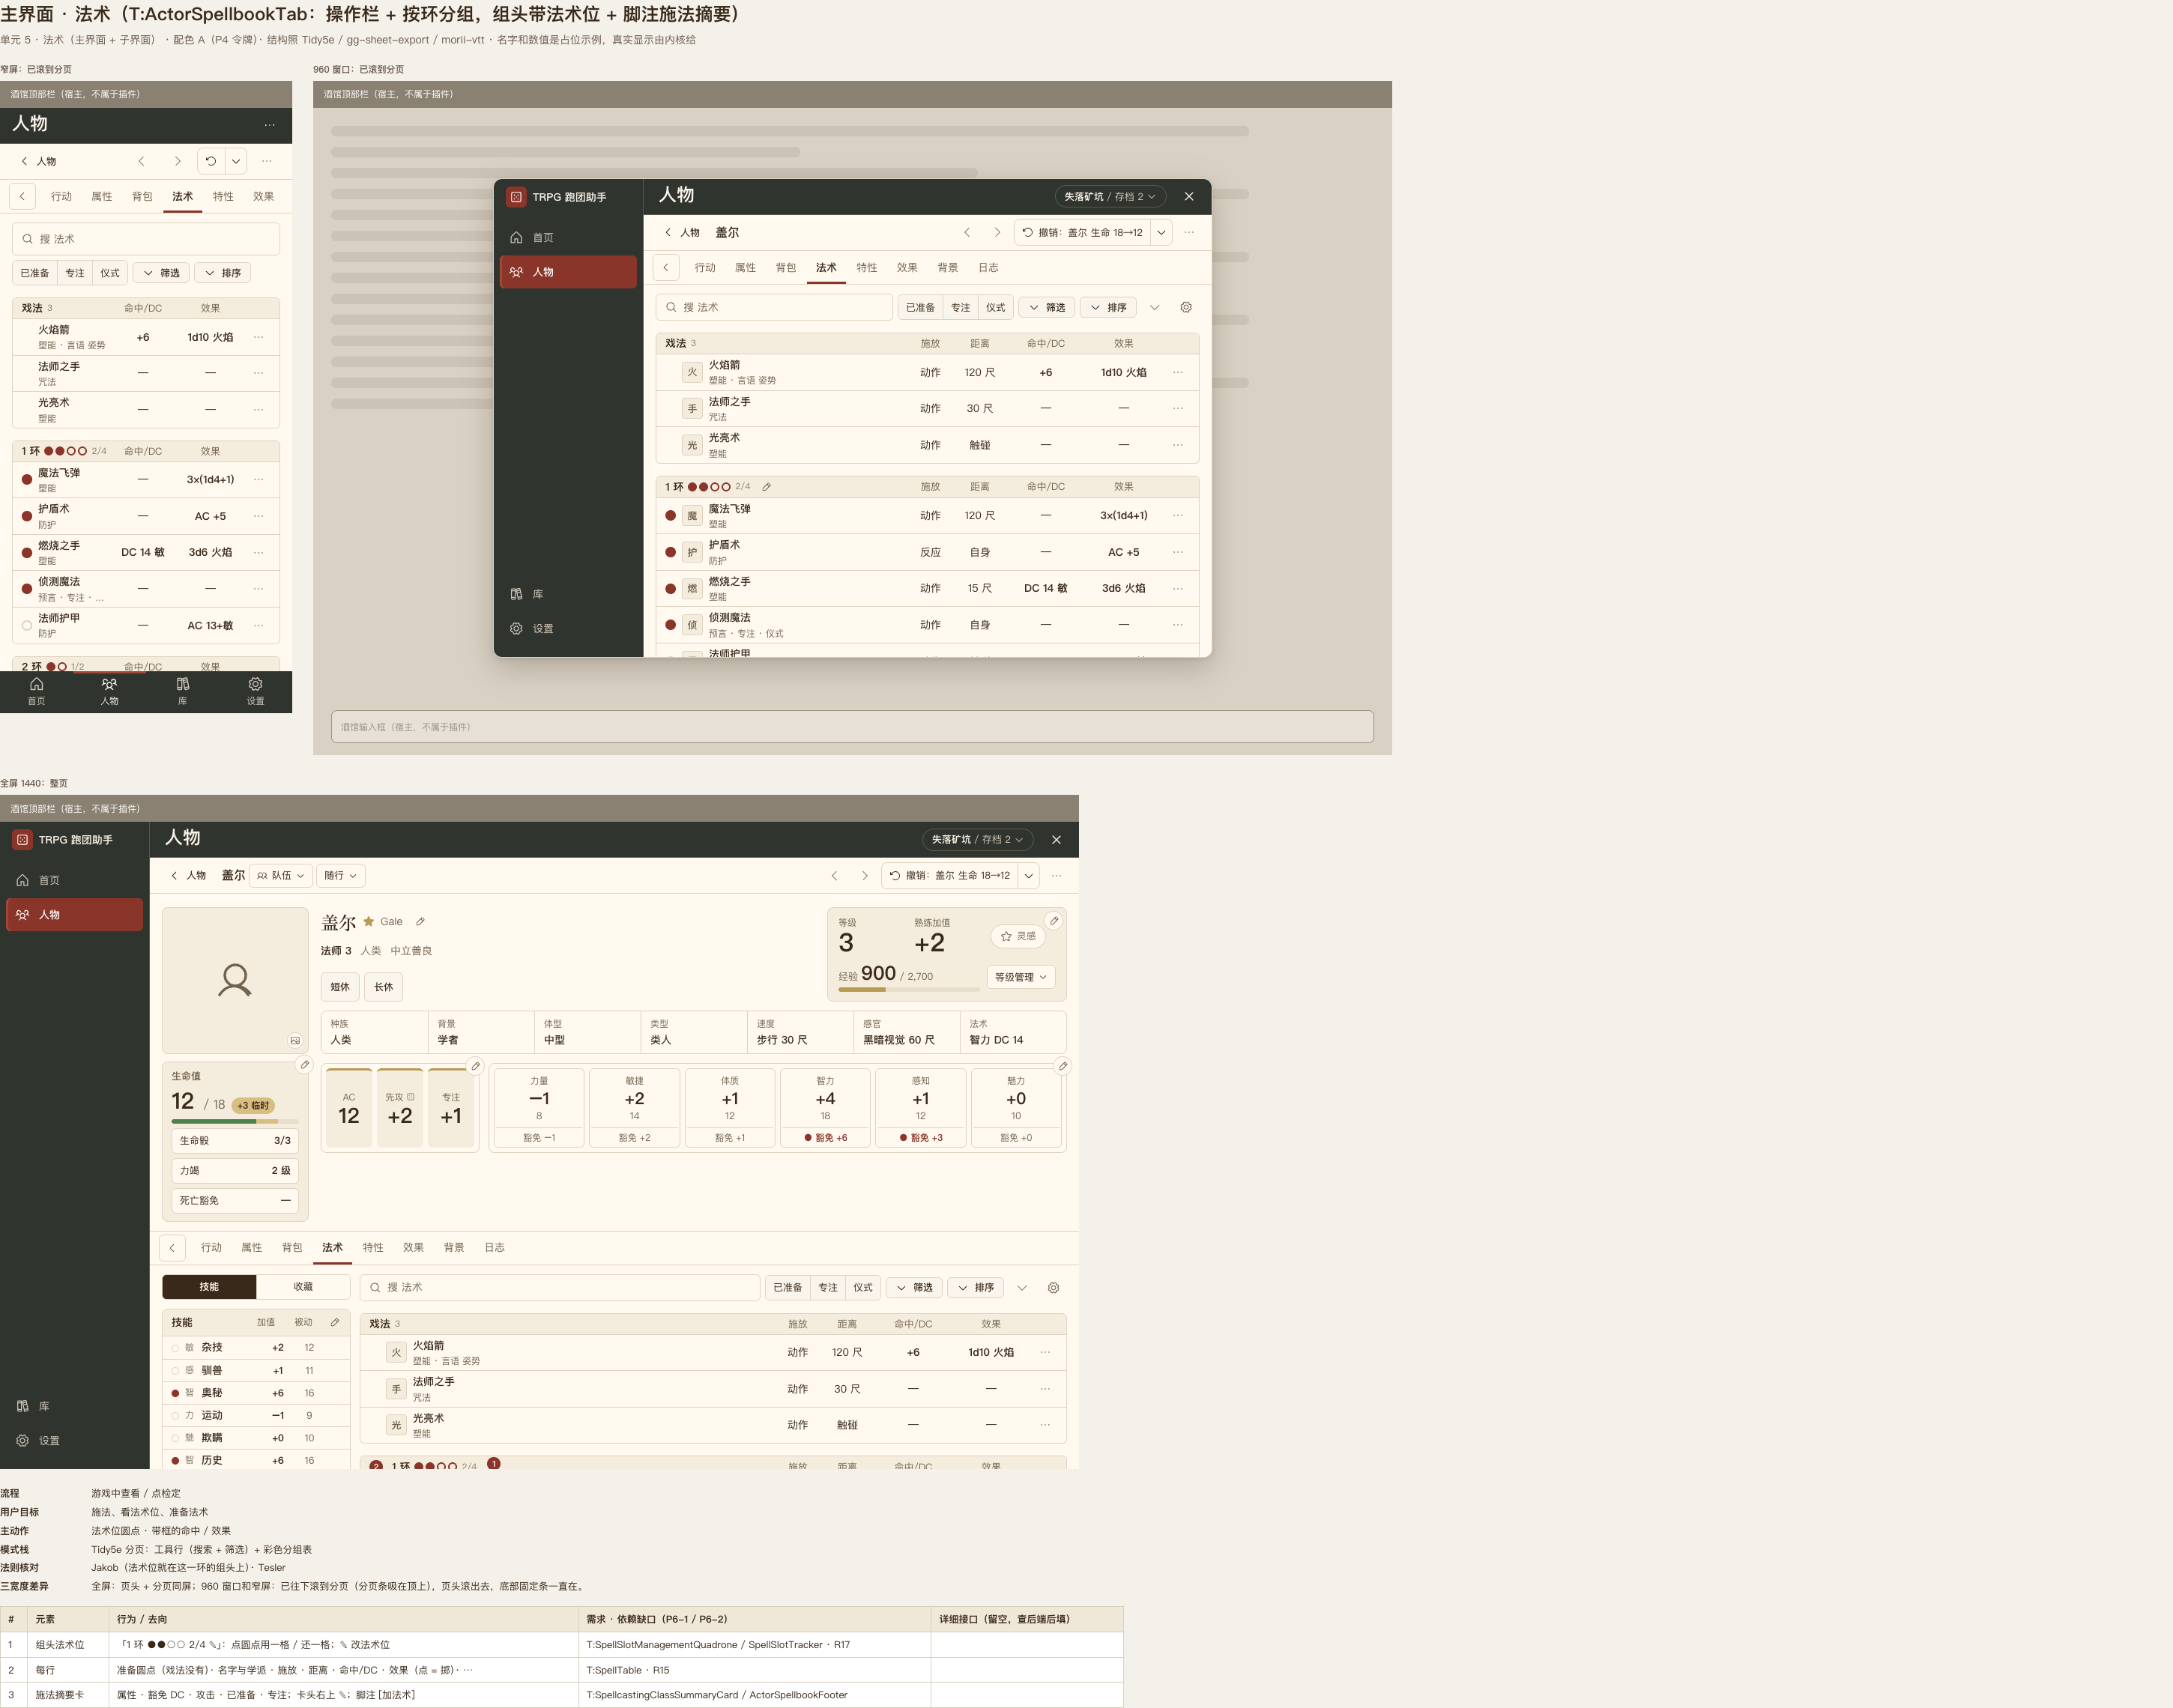 主界面 · 法术（T:ActorSpellbookTab：操作栏 + 按环分组，组头带法术位 + 脚注施法摘要）
单元 5 · 法术（主界面 + 子界面） · 配色 A（P4 令牌）· 结构照 Tidy5e / gg-sheet-export / morii-vtt · 名字和数值是占位示例，真实显示由内核给
窄屏：已滚到分页
酒馆顶部栏（宿主，不属于插件）
人物
人物
行动 属性 背包 法术 特性 效果
搜 法术
已准备 专注 仪式 筛选 排序
戏法 3 命中/DC 效果
火焰箭
塑能 · 言语 姿势
+6 1d10 火焰 ···
法师之手
咒法
— — ···
光亮术
塑能
— — ···
1 环 2/4 命中/DC 效果
魔法飞弹
塑能
— 3×(1d4+1) ···
护盾术
防护
— AC +5 ···
燃烧之手
塑能
DC 14 敏 3d6 火焰 ···
侦测魔法
预言 · 专注 · ...
— — ···
法师护甲
防护
— AC 13+敏 ···
2 环 1/2 命中/DC 效果
首页 人物 库 设置
960 窗口：已滚到分页
酒馆顶部栏（宿主，不属于插件）
TRPG 跑团助手
首页
人物
库
设置
人物
失落矿坑 / 存档 2
人物 盖尔
撤销：盖尔 生命 18→12
行动 属性 背包 法术 特性 效果 背景 日志
搜 法术
已准备 专注 仪式 筛选 排序
戏法 3 施放 距离 命中/DC 效果
火 火焰箭
塑能 · 言语 姿势
动作 120 尺 +6 1d10 火焰 ···
手 法师之手
咒法
动作 30 尺 — — ···
光 光亮术
塑能
动作 触碰 — — ···
1 环 2/4 施放 距离 命中/DC 效果
魔 魔法飞弹
塑能
动作 120 尺 — 3×(1d4+1) ···
护 护盾术
防护
反应 自身 — AC +5 ···
燃 燃烧之手
塑能
动作 15 尺 DC 14 敏 3d6 火焰 ···
侦 侦测魔法
预言 · 专注 · 仪式
动作 自身 — — ···
法师护甲
酒馆输入框（宿主，不属于插件）
全屏 1440：整页
酒馆顶部栏（宿主，不属于插件）
TRPG 跑团助手
首页
人物
库
设置
人物
失落矿坑 / 存档 2
人物 盖尔 队伍 随行
撤销：盖尔 生命 18→12
盖尔 Gale
法师 3 人类 中立善良
短休 长休
等级
3
熟练加值
+2
灵感
经验 900 / 2,700
等级管理
种族
人类
背景
学者
体型
中型
类型
类人
速度
步行 30 尺
感官
黑暗视觉 60 尺
法术
智力 DC 14
生命值
12 / 18 +3 临时
生命骰 3/3
力竭 2 级
死亡豁免 —
AC
12
先攻
+2
专注
+1
力量
−1
8
豁免 −1
敏捷
+2
14
豁免 +2
体质
+1
12
豁免 +1
智力
+4
18
豁免 +6
感知
+1
12
豁免 +3
魅力
+0
10
豁免 +0
行动 属性 背包 法术 特性 效果 背景 日志
技能 收藏
技能 加值 被动
敏 杂技 +2 12
感 驯兽 +1 11
智 奥秘 +6 16
力 运动 −1 9
魅 欺瞒 +0 10
智 历史 +6 16
搜 法术
已准备 专注 仪式 筛选 排序
戏法 3 施放 距离 命中/DC 效果
火 火焰箭
塑能 · 言语 姿势
动作 120 尺 +6 1d10 火焰 ···
手 法师之手
咒法
动作 30 尺 — — ···
光 光亮术
塑能
动作 触碰 — — ···
2 1 环 2/4 1 施放 距离 命中/DC 效果
流程 游戏中查看 / 点检定
用户目标 施法、看法术位、准备法术
主动作 法术位圆点 · 带框的命中 / 效果
模式栈 Tidy5e 分页：工具行（搜索 + 筛选）+ 彩色分组表
法则核对 Jakob（法术位就在这一环的组头上）· Tesler
三宽度差异 全屏：页头 + 分页同屏；960 窗口和窄屏：已往下滚到分页（分页条吸在顶上），页头滚出去，底部固定条一直在。
# 元素 行为 / 去向 需求 · 依赖缺口（P6-1 / P6-2） 详细接口（留空，查后端后填）
1 组头法术位 「1 环 ●●○○ 2/4 ✎」：点圆点用一格 / 还一格；✎ 改法术位 T:SpellSlotManagementQuadrone / SpellSlotTracker · R17
2 每行 准备圆点（戏法没有）· 名字与学派 · 施放 · 距离 · 命中/DC · 效果（点 = 掷）· ··· T:SpellTable · R15
3 施法摘要卡 属性 · 豁免 DC · 攻击 · 已准备 · 专注；卡头右上 ✎；脚注 [加法术] T:SpellcastingClassSummaryCard / ActorSpellbookFooter